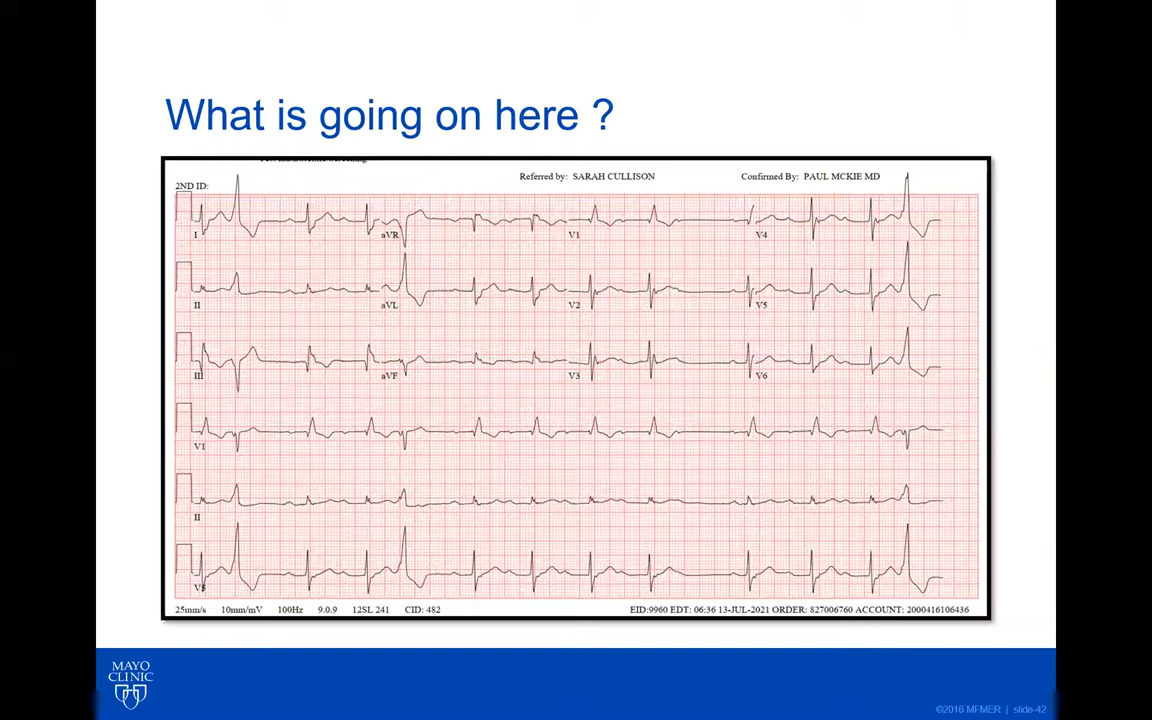 What is going on here ?
2ND ID:
Referred by: SARAH CULLISON
Confirmed By: PAUL MCKIE MD
I aVR V1 V4
II aVL V2 V5
III aVF V3 V6
V1
II
V5
25mm/s 10mm/mV 100Hz 9.0.9 12SL 241 CID: 482
EID:9960 EDT: 06:36 13-JUL-2021 ORDER: 827006760 ACCOUNT: 2000416106436
MAYO
CLINIC
©2016 MFMER | slide-42